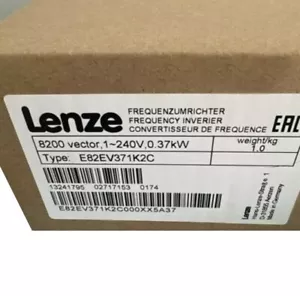 Lenze
FREQUENZUMRICHTER
FREQUENCY INVERIER
CONVERTISSEUR DE FREQUENCE
EAC
8200 vector,1~240V,0.37kW
weight/kg
1.0
Type: E82EV371K2C
13241795 02717153 0174
E82EV371K2C000XX5A37
Lenze